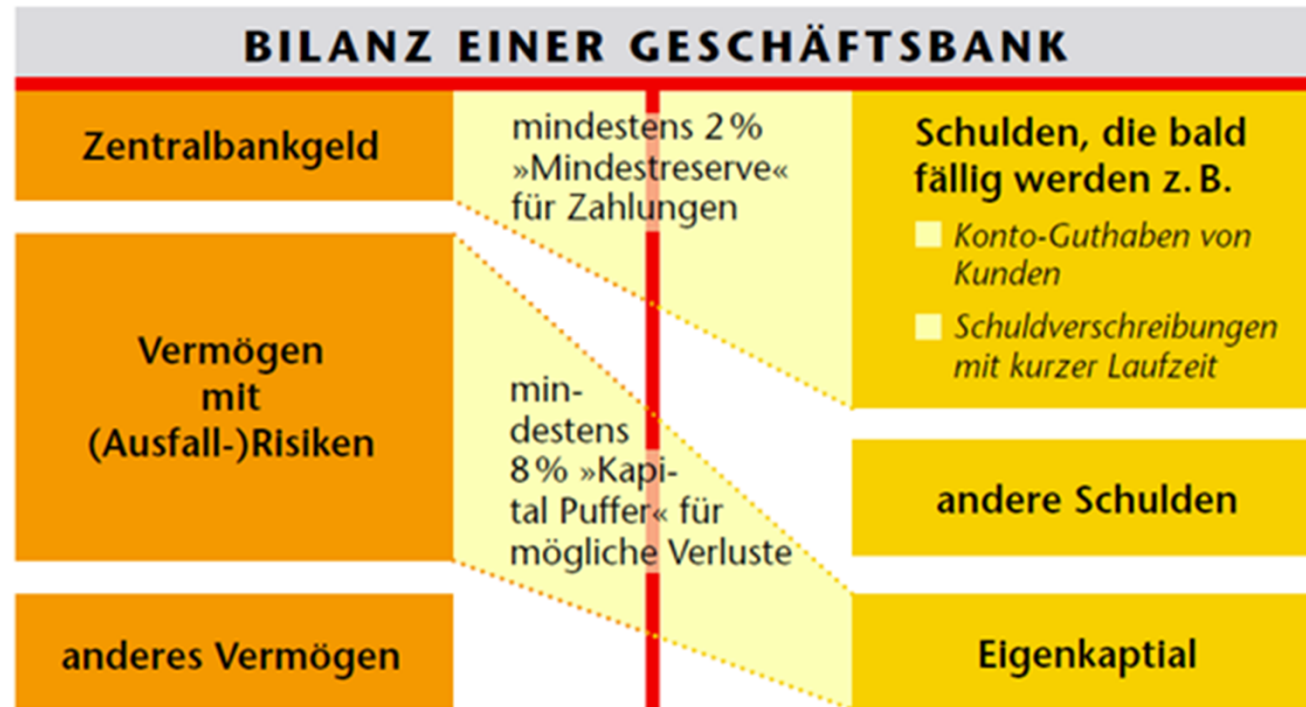 BILANZ EINER GESCHÄFTSBANK
Zentralbankgeld
mindestens 2 %
»Mindestreserve«
für Zahlungen
Schulden, die bald
fällig werden z. B.
Konto-Guthaben von
Kunden
Schuldverschreibungen
mit kurzer Laufzeit
Vermögen
mit
(Ausfall-)Risiken
min-
destens
8 % »Kapi-
tal Puffer« für
mögliche Verluste
andere Schulden
anderes Vermögen
Eigenkaptial